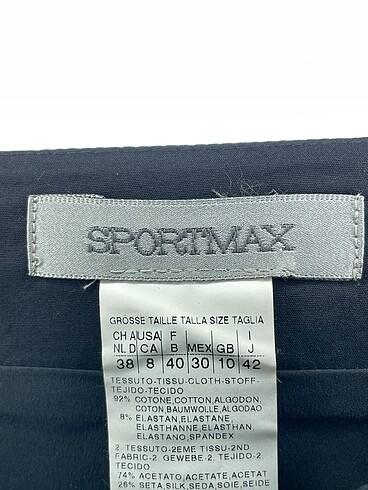 SPORTMAX
GRÖSSE TAILLE TALLA SIZE TAGLIA
CH AUSA F I
NL D CA B MEX GB J
38 8 40 30 10 42
TESSUTO-TISSU-CLOTH-STOFF-
TEJIDO-TECIDO
92% COTONE,COTTON,ALGODON,
COTON,BAUMWOLLE,ALGODAO
8% ELASTAN,ELASTANE,
ELASTHANNE,ELASTHAN,
ELASTANO,SPANDEX
2. TESSUTO-2EME TISSU-2ND
FABRIC-2. GEWEBE-2. TEJIDO-2.
TECIDO
74% ACETATO,ACETATE,ACETAT
26% SETA,SILK,SEDA,SOIE,SEIDE